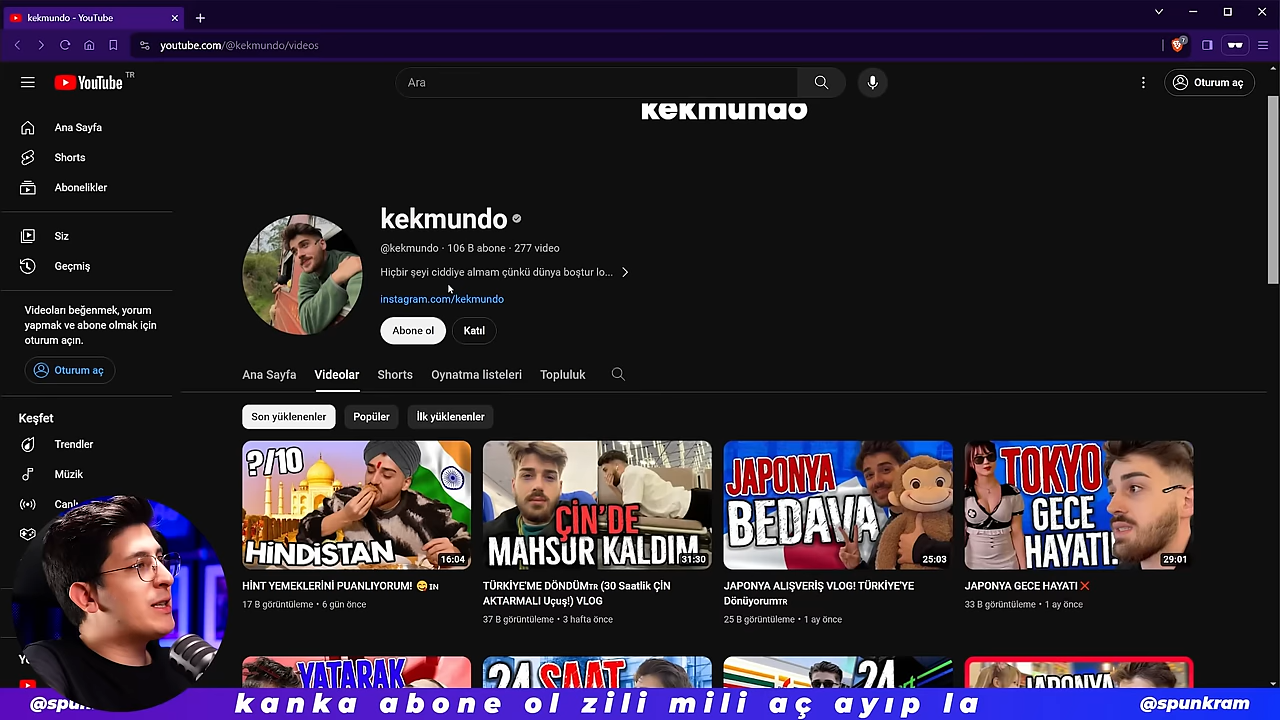 kekmundo - YouTube
youtube.com/@kekmundo/videos
YouTube TR
Ara
Oturum aç
kekmundo
Ana Sayfa
Shorts
Abonelikler
Siz
Geçmiş
Videoları beğenmek, yorum
yapmak ve abone olmak için
oturum açın.
Oturum aç
Keşfet
Trendler
Müzik
kekmundo
@kekmundo · 106 B abone · 277 video
Hiçbir şeyi ciddiye almam çünkü dünya boştur lo...
instagram.com/kekmundo
Abone ol
Katıl
Ana Sayfa
Videolar
Shorts
Oynatma listeleri
Topluluk
Son yüklenenler
Popüler
İlk yüklenenler
?/10
HİNDİSTAN
16:04
ÇİN'DE
MAHSUR KALDIM
31:30
JAPONYA
BEDAVA
25:03
TOKYO
GECE
HAYATI!
29:01
HİNT YEMEKLERİNİ PUANLIYORUM! 😄 IN
17 B görüntüleme • 6 gün önce
TÜRKİYE'ME DÖNDÜM TR (30 Saatlik ÇİN
AKTARMALI Uçuş!) VLOG
37 B görüntüleme • 3 hafta önce
JAPONYA ALIŞVERİŞ VLOG! TÜRKİYE'YE
Dönüyorum TR
25 B görüntüleme • 1 ay önce
JAPONYA GECE HAYATI ❌
33 B görüntüleme • 1 ay önce
YATARAK
24 SAAT
24
JAPONYA
kanka abone ol zili mili aç ayıp la
@spunkram